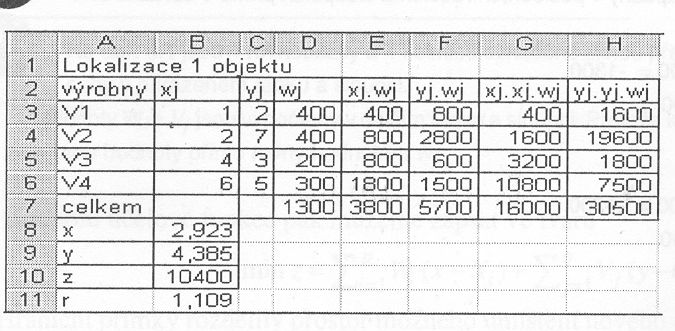 A B C D E F G H
1 Lokalizace 1 objektu
2 výrobny xj yj wj xj.wj yj.wj xj.xj.wj yj.yj.wj
3 V1 1 2 400 400 800 400 1600
4 V2 2 7 400 800 2800 1600 19600
5 V3 4 3 200 800 600 3200 1800
6 V4 6 5 300 1800 1500 10800 7500
7 celkem 1300 3800 5700 16000 30500
8 x 2,923
9 y 4,385
10 z 10400
11 r 1,109